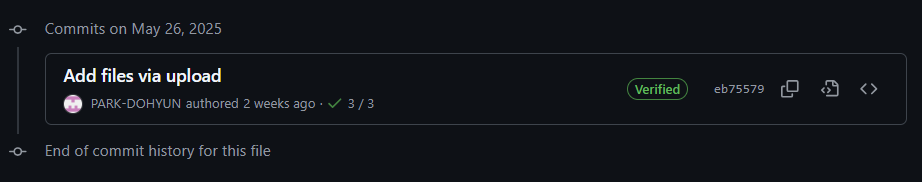 Commits on May 26, 2025
Add files via upload
PARK-DOHYUN authored 2 weeks ago · 3 / 3
Verified
eb75579
End of commit history for this file